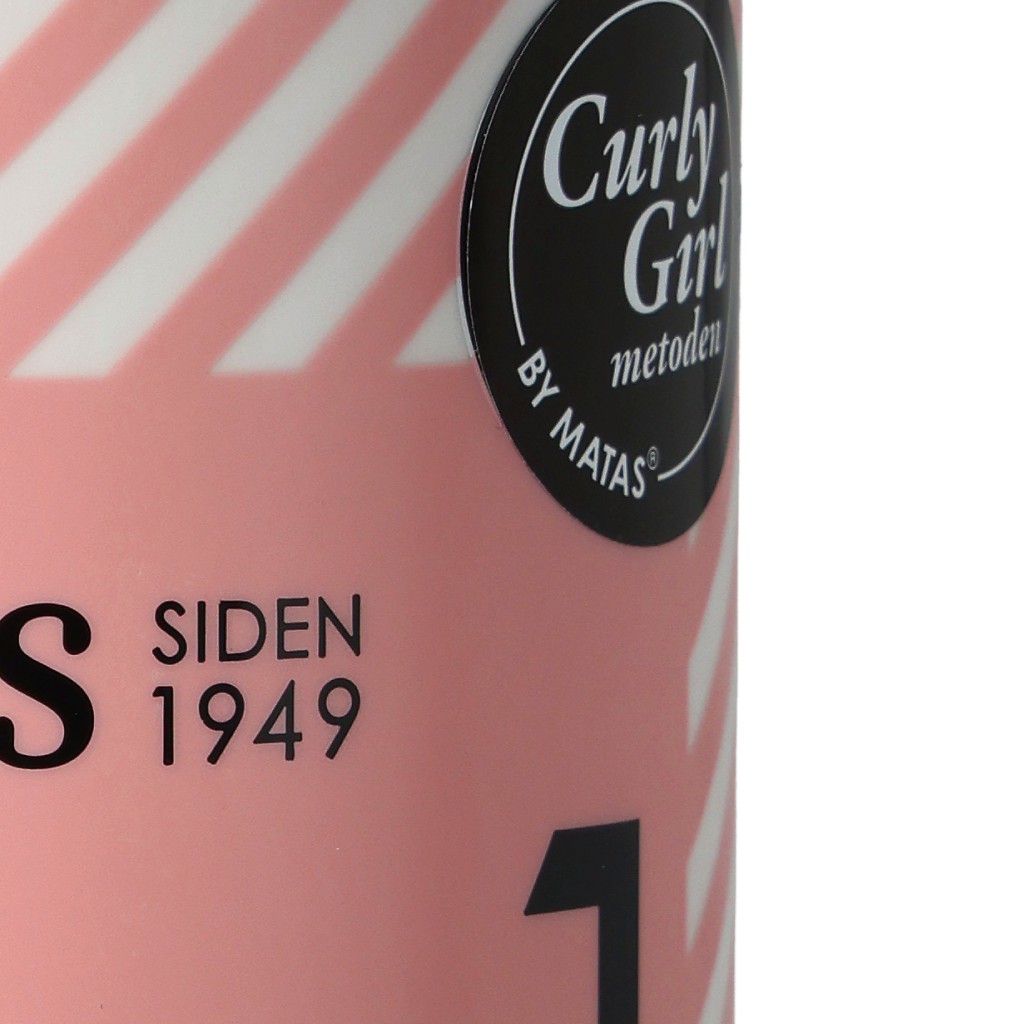 Curly
Girl
metoden
BY MATAS®
S SIDEN
1949
1